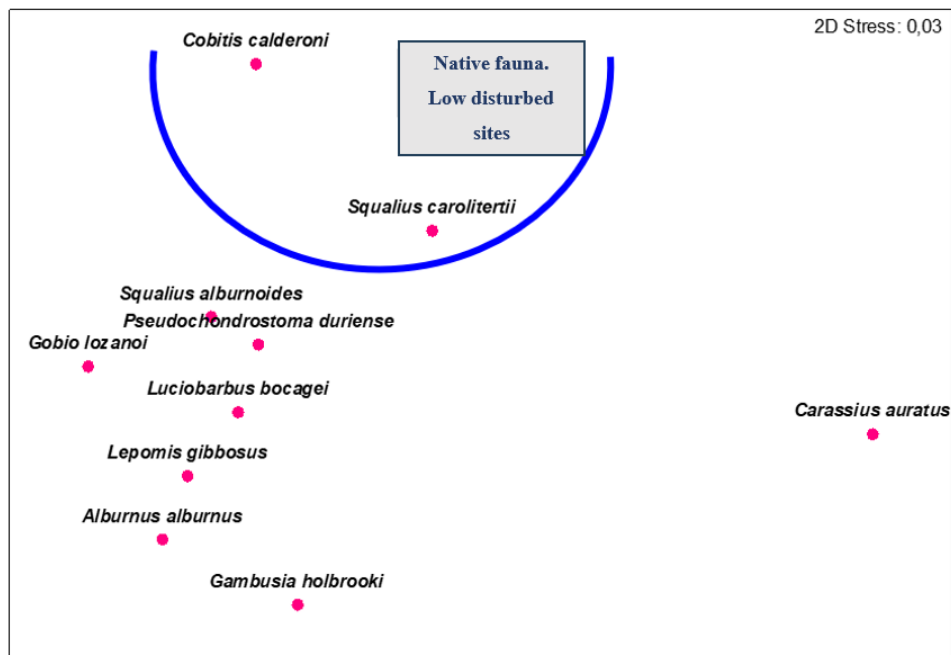 2D Stress: 0,03
Cobitis calderoni
Native fauna.
Low disturbed
sites
Squalius carolitertii
Squalius alburnoides
Pseudochondrostoma duriense
Gobio lozanoi
Luciobarbus bocagei
Carassius auratus
Lepomis gibbosus
Alburnus alburnus
Gambusia holbrooki